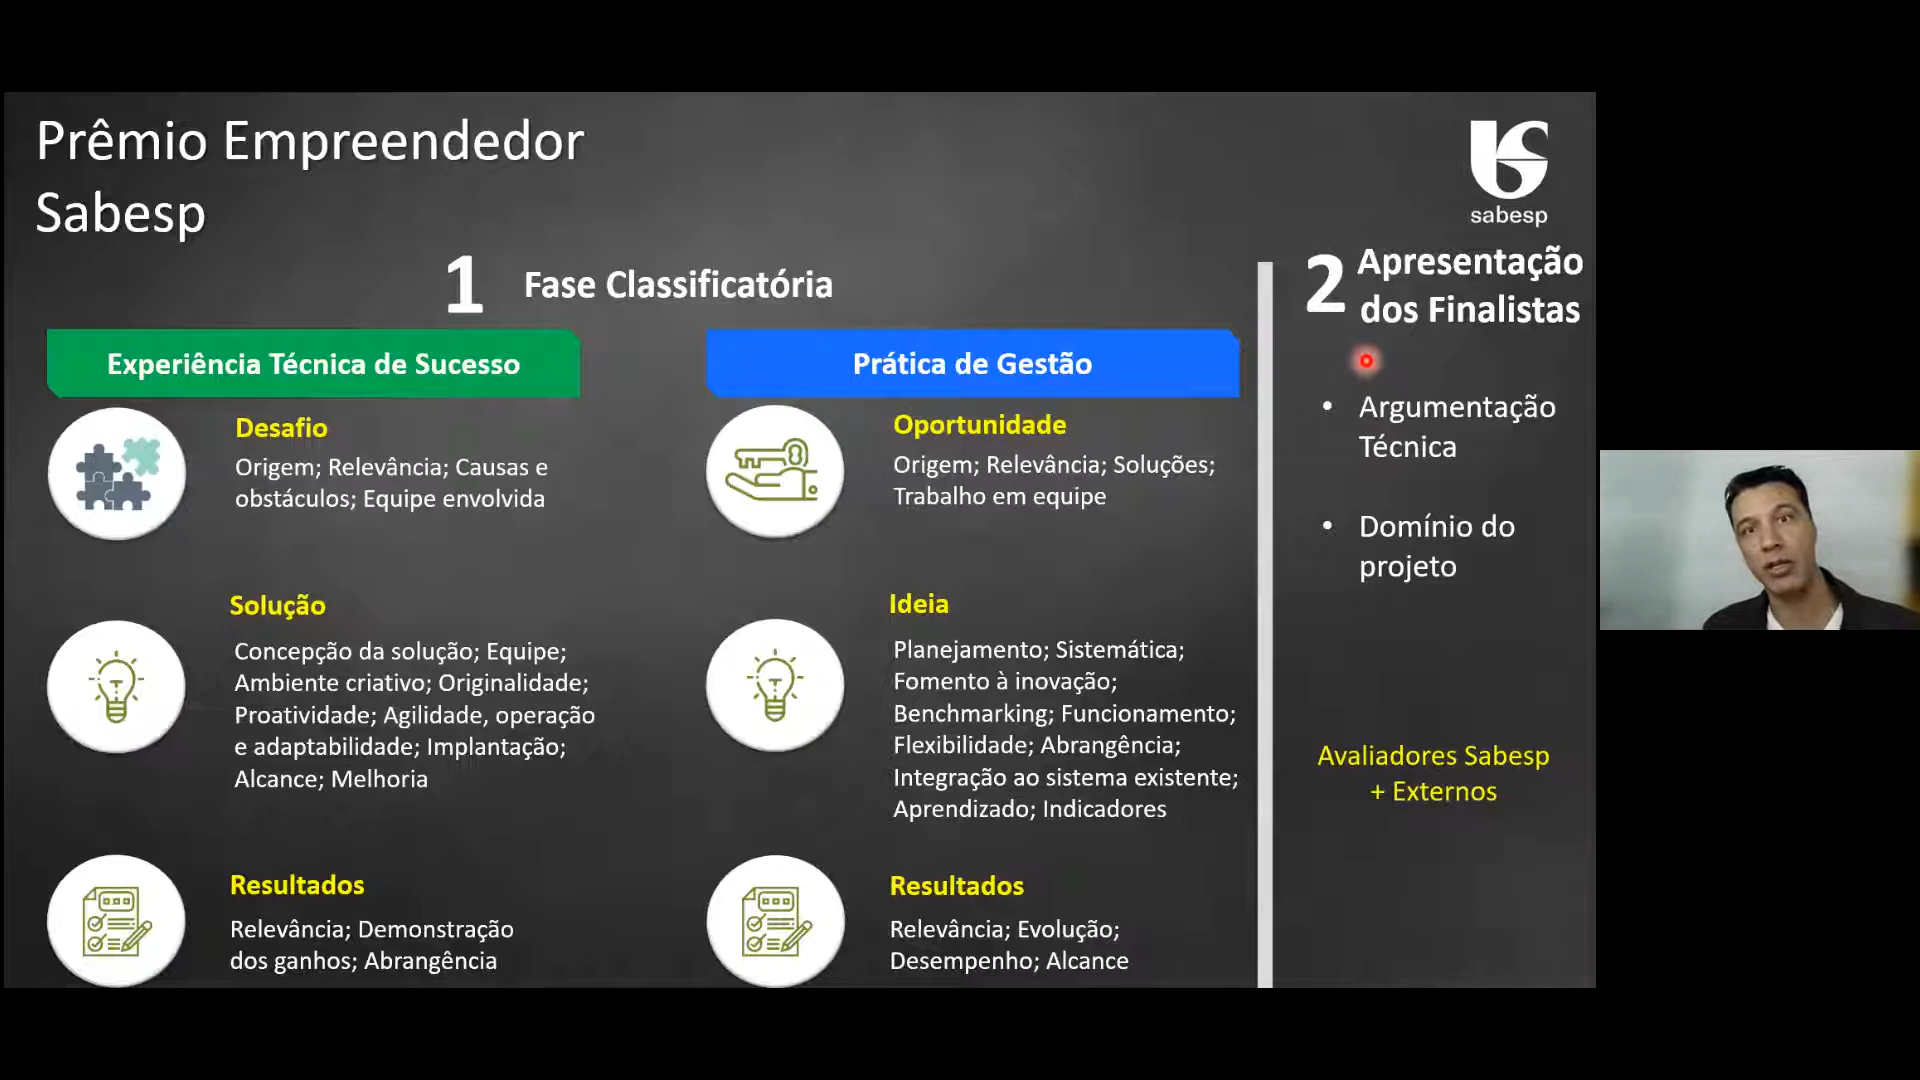 Prêmio Empreendedor
Sabesp
sabesp
1 Fase Classificatória
Experiência Técnica de Sucesso
Desafio
Origem; Relevância; Causas e
obstáculos; Equipe envolvida
Solução
Concepção da solução; Equipe;
Ambiente criativo; Originalidade;
Proatividade; Agilidade, operação
e adaptabilidade; Implantação;
Alcance; Melhoria
Resultados
Relevância; Demonstração
dos ganhos; Abrangência
Prática de Gestão
Oportunidade
Origem; Relevância; Soluções;
Trabalho em equipe
Ideia
Planejamento; Sistemática;
Fomento à inovação;
Benchmarking; Funcionamento;
Flexibilidade; Abrangência;
Integração ao sistema existente;
Aprendizado; Indicadores
Resultados
Relevância; Evolução;
Desempenho; Alcance
2 Apresentação
dos Finalistas
• Argumentação
Técnica
• Domínio do
projeto
Avaliadores Sabesp
+ Externos